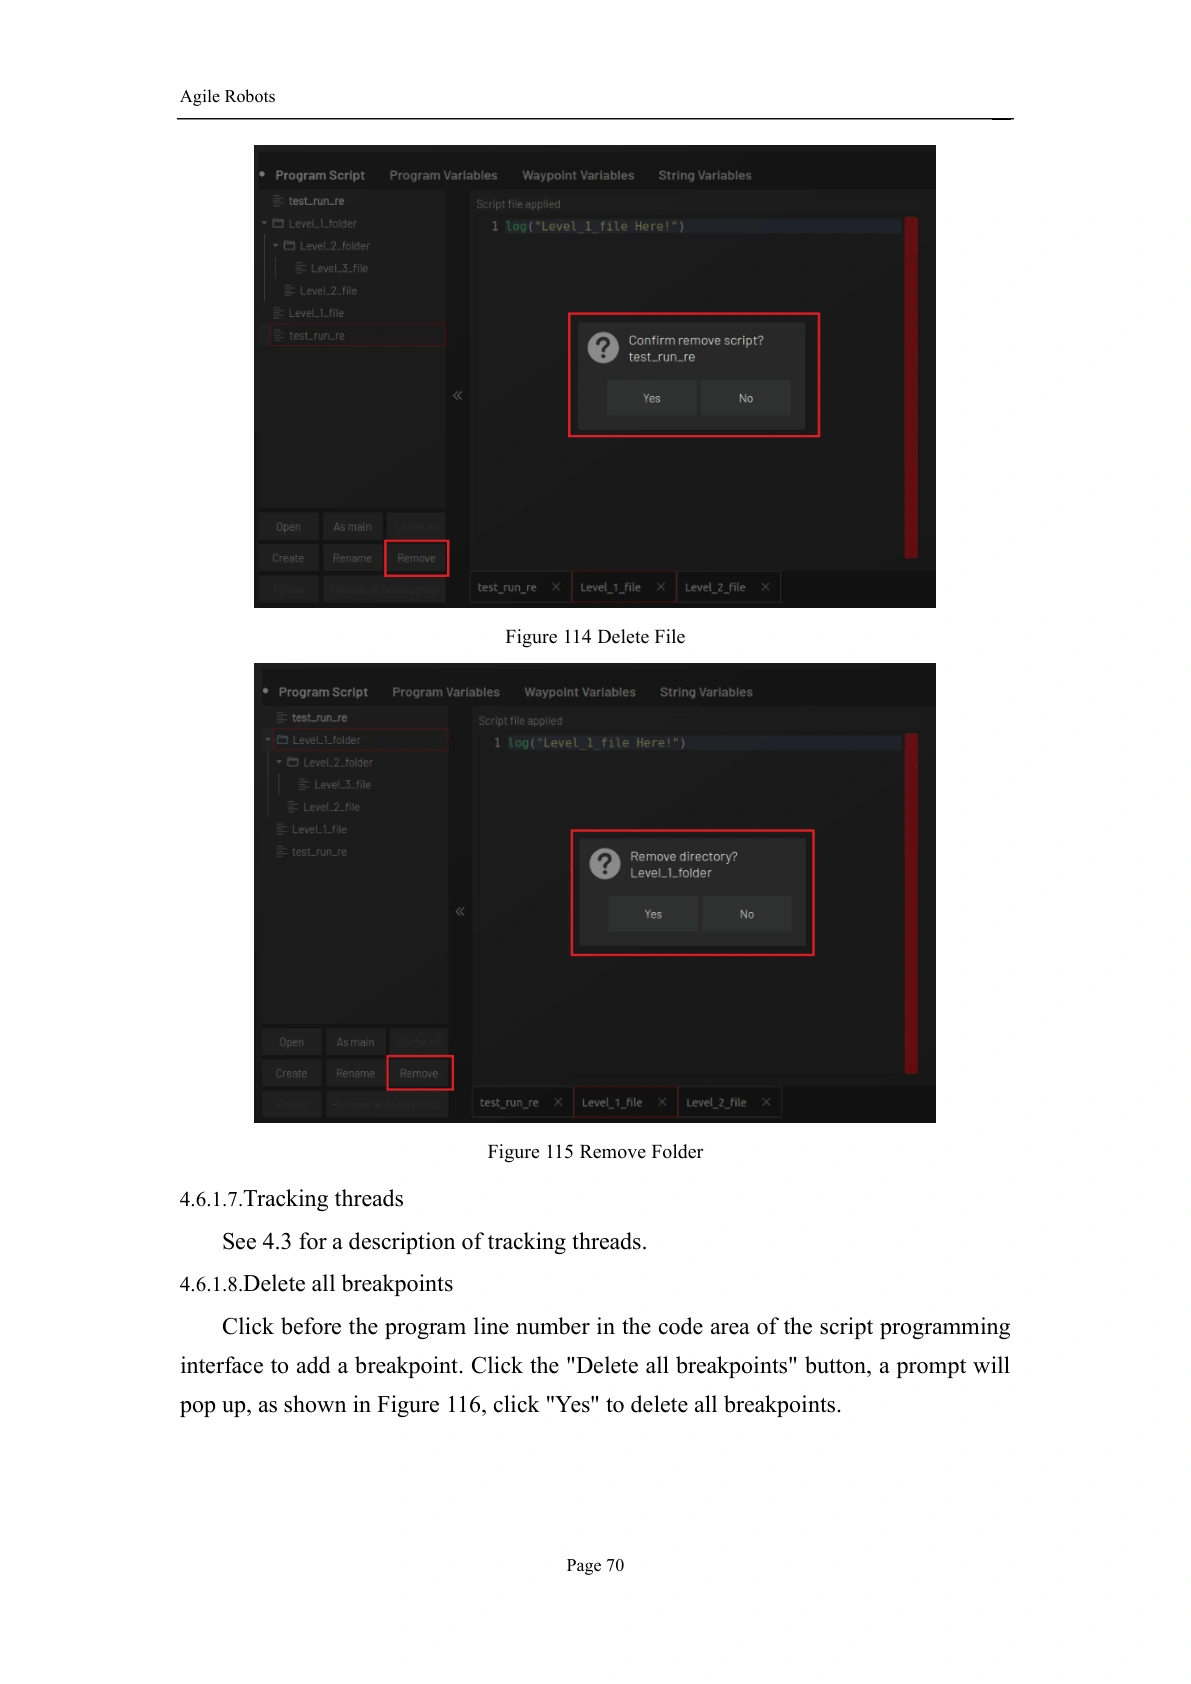 Agile Robots
Program Script Program Variables Waypoint Variables String Variables
test_run_re
Script file applied
Level_1_folder
1 log("Level_1_file Here!")
Level_2_folder
Level_3_file
Level_2_file
Level_1_file
test_run_re
Confirm remove script?
test_run_re
Yes No
«
Open As main
Create Rename Remove
test_run_re × Level_1_file × Level_2_file ×
Figure 114 Delete File
Program Script Program Variables Waypoint Variables String Variables
test_run_re
Script file applied
Level_1_folder
1 log("Level_1_file Here!")
Level_2_folder
Level_3_file
Level_2_file
Level_1_file
test_run_re
Remove directory?
Level_1_folder
Yes No
«
Open As main
Create Rename Remove
test_run_re × Level_1_file × Level_2_file ×
Figure 115 Remove Folder
4.6.1.7.Tracking threads
See 4.3 for a description of tracking threads.
4.6.1.8.Delete all breakpoints
Click before the program line number in the code area of the script programming
interface to add a breakpoint. Click the "Delete all breakpoints" button, a prompt will
pop up, as shown in Figure 116, click "Yes" to delete all breakpoints.
Page 70